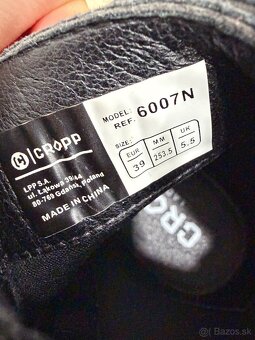 CROPP
LPP S.A.
ul. Łąkowa 39/44
80-769 Gdańsk, Poland
MADE IN CHINA
MODEL: 6007N
REF.
SIZE:
EUR MM UK
39 253.5 5.5
CRO
Bazos.sk